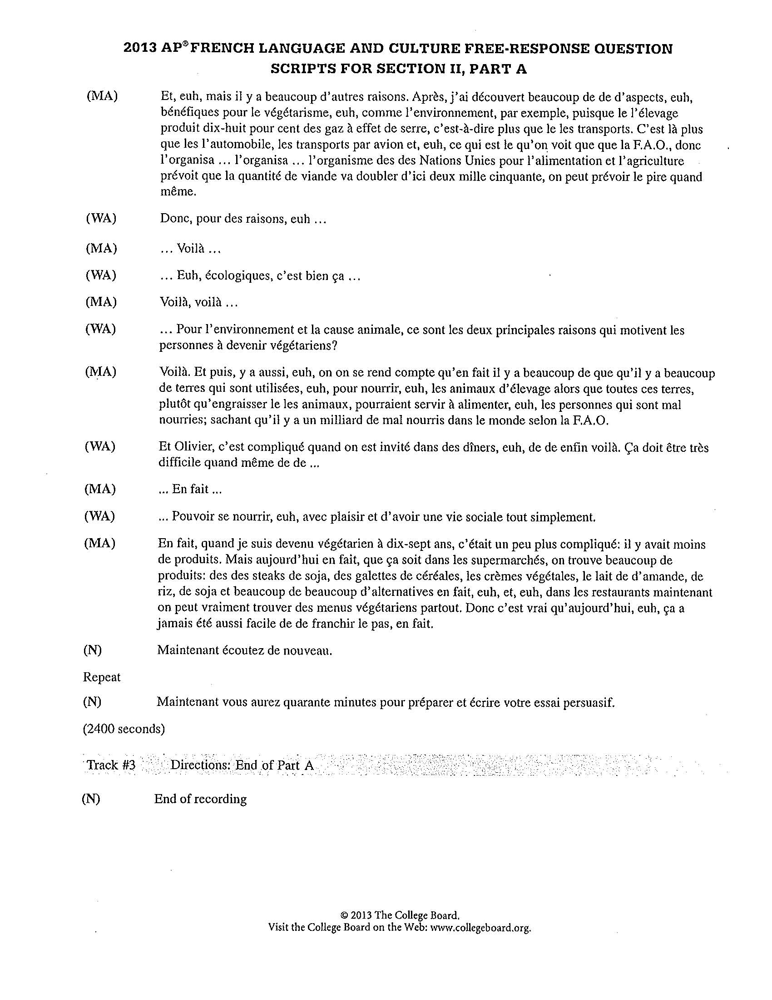 2013 AP® FRENCH LANGUAGE AND CULTURE FREE-RESPONSE QUESTION
SCRIPTS FOR SECTION II, PART A
(MA) Et, euh, mais il y a beaucoup d'autres raisons. Après, j'ai découvert beaucoup de de d'aspects, euh,
bénéfiques pour le végétarisme, euh, comme l'environnement, par exemple, puisque le l'élevage
produit dix-huit pour cent des gaz à effet de serre, c'est-à-dire plus que le les transports. C'est là plus
que les l'automobile, les transports par avion et, euh, ce qui est le qu'on voit que que la F.A.O., donc
l'organisa ... l'organisa ... l'organisme des des Nations Unies pour l'alimentation et l'agriculture
prévoit que la quantité de viande va doubler d'ici deux mille cinquante, on peut prévoir le pire quand
même.
(WA) Donc, pour des raisons, euh ...
(MA) ... Voilà ...
(WA) ... Euh, écologiques, c'est bien ça ...
(MA) Voilà, voilà ...
(WA) ... Pour l'environnement et la cause animale, ce sont les deux principales raisons qui motivent les
personnes à devenir végétariens?
(MA) Voilà. Et puis, y a aussi, euh, on on se rend compte qu'en fait il y a beaucoup de que qu'il y a beaucoup
de terres qui sont utilisées, euh, pour nourrir, euh, les animaux d'élevage alors que toutes ces terres,
plutôt qu'engraisser le les animaux, pourraient servir à alimenter, euh, les personnes qui sont mal
nourries; sachant qu'il y a un milliard de mal nourris dans le monde selon la F.A.O.
(WA) Et Olivier, c'est compliqué quand on est invité dans des dîners, euh, de de enfin voilà. Ça doit être très
difficile quand même de de ...
(MA) ... En fait ...
(WA) ... Pouvoir se nourrir, euh, avec plaisir et d'avoir une vie sociale tout simplement.
(MA) En fait, quand je suis devenu végétarien à dix-sept ans, c'était un peu plus compliqué: il y avait moins
de produits. Mais aujourd'hui en fait, que ça soit dans les supermarchés, on trouve beaucoup de
produits: des des steaks de soja, des galettes de céréales, les crèmes végétales, le lait de d'amande, de
riz, de soja et beaucoup de beaucoup d'alternatives en fait, euh, et, euh, dans les restaurants maintenant
on peut vraiment trouver des menus végétariens partout. Donc c'est vrai qu'aujourd'hui, euh, ça a
jamais été aussi facile de de franchir le pas, en fait.
(N) Maintenant écoutez de nouveau.
Repeat
(N) Maintenant vous aurez quarante minutes pour préparer et écrire votre essai persuasif.
(2400 seconds)
Track #3 Directions: End of Part A
(N) End of recording
© 2013 The College Board.
Visit the College Board on the Web: www.collegeboard.org.